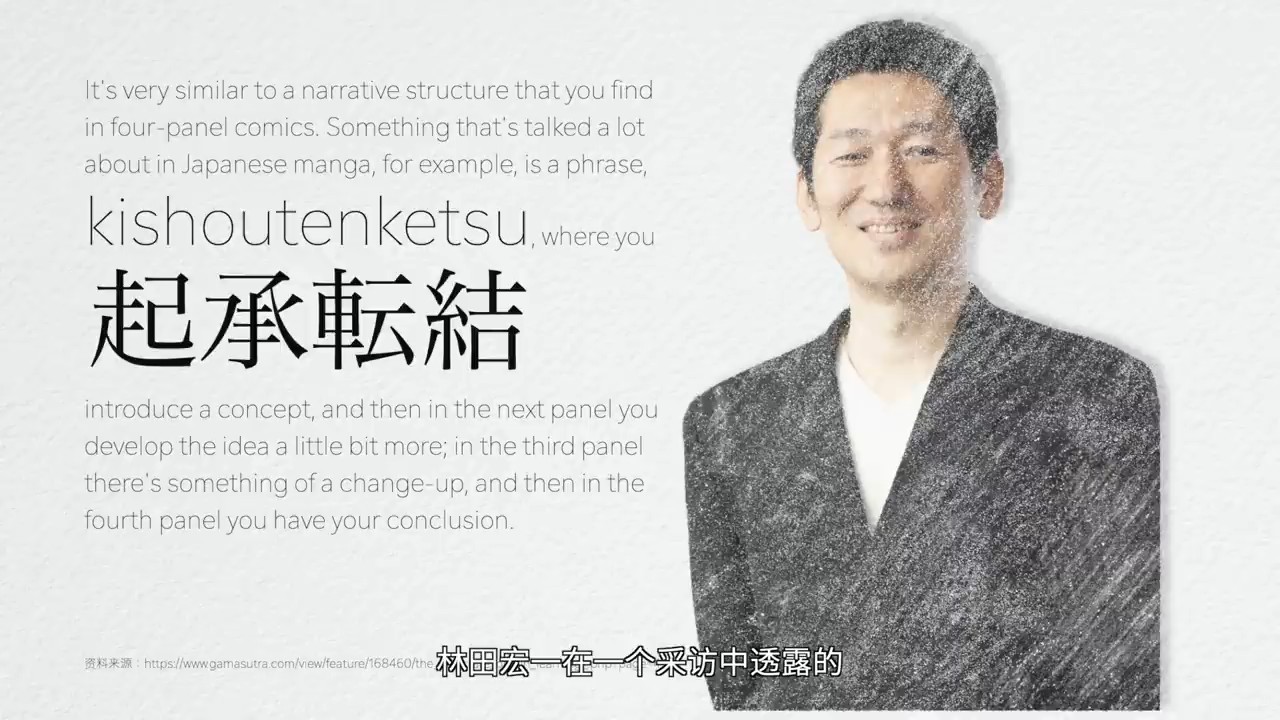 It's very similar to a narrative structure that you find
in four-panel comics. Something that's talked a lot
about in Japanese manga, for example, is a phrase,
kishoutenketsu, where you
起承転結
introduce a concept, and then in the next panel you
develop the idea a little bit more; in the third panel
there's something of a change-up, and then in the
fourth panel you have your conclusion.
资料来源：https://www.gamasutra.com/view/feature/168460/the
林田宏一在一个采访中透露的